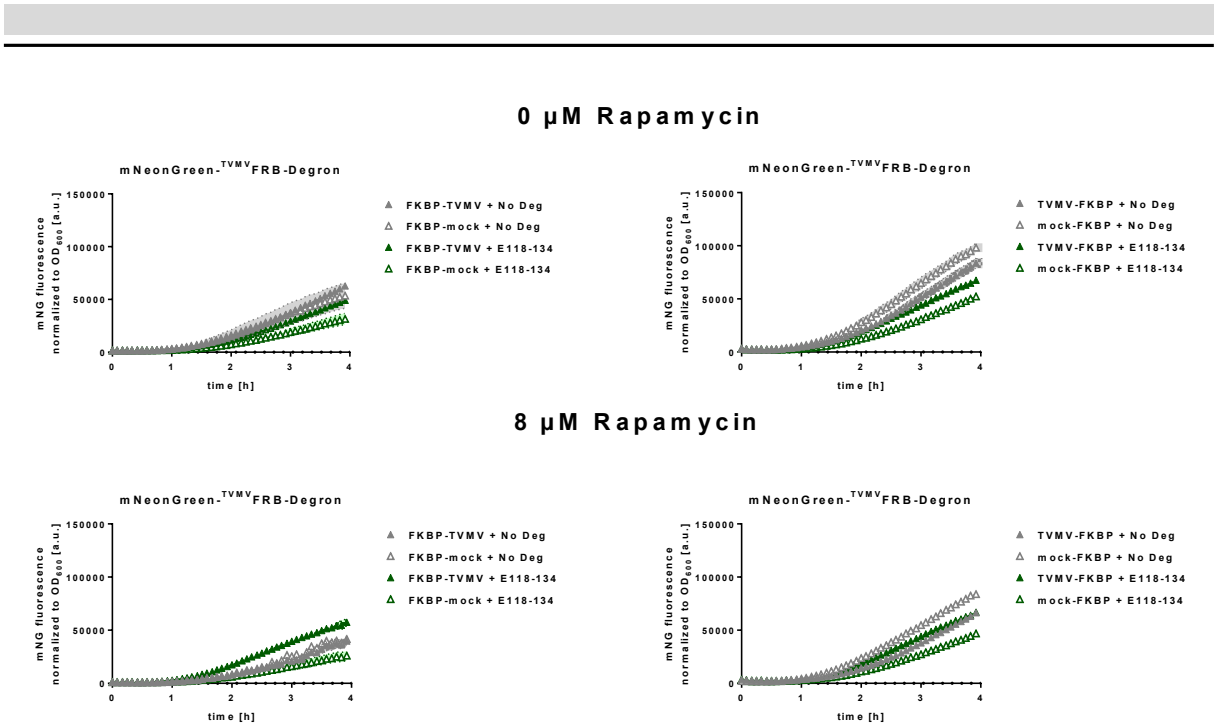 0 µM Rapamycin
mNeonGreen-TVMVFRB-Degron
mNG fluorescence
normalized to OD600 [a.u.]
150000
100000
50000
0
0 1 2 3 4
time [h]
FKBP-TVMV + No Deg
FKBP-mock + No Deg
FKBP-TVMV + E118-134
FKBP-mock + E118-134
mNeonGreen-TVMVFRB-Degron
mNG fluorescence
normalized to OD600 [a.u.]
150000
100000
50000
0
0 1 2 3 4
time [h]
TVMV-FKBP + No Deg
mock-FKBP + No Deg
TVMV-FKBP + E118-134
mock-FKBP + E118-134
8 µM Rapamycin
mNeonGreen-TVMVFRB-Degron
mNG fluorescence
normalized to OD600 [a.u.]
150000
100000
50000
0
0 1 2 3 4
time [h]
FKBP-TVMV + No Deg
FKBP-mock + No Deg
FKBP-TVMV + E118-134
FKBP-mock + E118-134
mNeonGreen-TVMVFRB-Degron
mNG fluorescence
normalized to OD600 [a.u.]
150000
100000
50000
0
0 1 2 3 4
time [h]
TVMV-FKBP + No Deg
mock-FKBP + No Deg
TVMV-FKBP + E118-134
mock-FKBP + E118-134